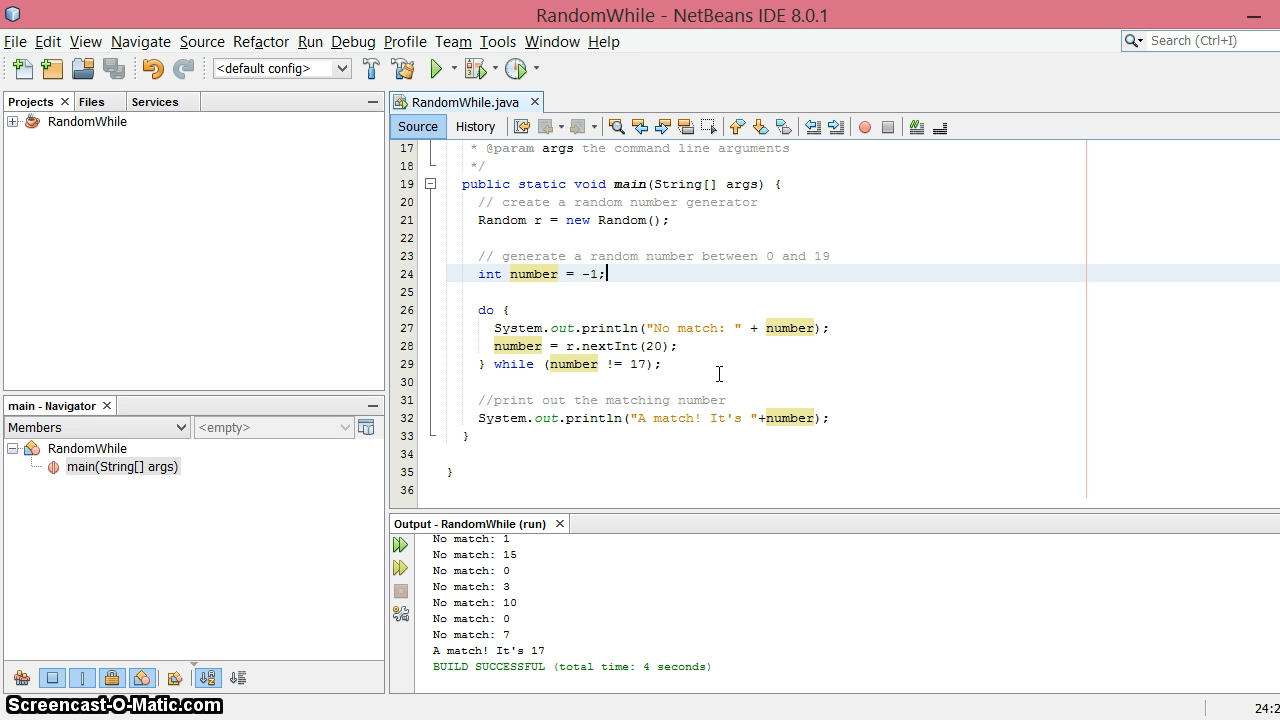 RandomWhile - NetBeans IDE 8.0.1
File Edit View Navigate Source Refactor Run Debug Profile Team Tools Window Help
Search (Ctrl+I)
<default config>
Projects Files Services
RandomWhile
RandomWhile.java
Source History
17 * @param args the command line arguments
18 */
19 public static void main(String[] args) {
20 // create a random number generator
21 Random r = new Random();
22
23 // generate a random number between 0 and 19
24 int number = -1;
25
26 do {
27 System.out.println("No match: " + number);
28 number = r.nextInt(20);
29 } while (number != 17);
30
31 //print out the matching number
32 System.out.println("A match! It's "+number);
33 }
34
35 }
36
main - Navigator
Members <empty>
RandomWhile
main(String[] args)
Output - RandomWhile (run)
No match: 1
No match: 15
No match: 0
No match: 3
No match: 10
No match: 0
No match: 7
A match! It's 17
BUILD SUCCESSFUL (total time: 4 seconds)
Screencast-O-Matic.com
24:2